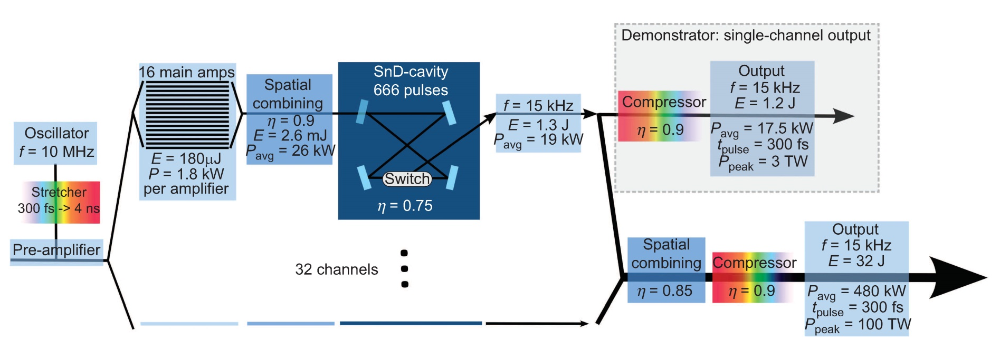 Oscillator
f = 10 MHz
Stretcher
300 fs -> 4 ns
Pre-amplifier
16 main amps
E = 180μJ
P = 1.8 kW
per amplifier
Spatial
combining
η = 0.9
E = 2.6 mJ
Pavg = 26 kW
SnD-cavity
666 pulses
Switch
η = 0.75
f = 15 kHz
E = 1.3 J
Pavg = 19 kW
Demonstrator: single-channel output
Compressor
η = 0.9
Output
f = 15 kHz
E = 1.2 J
Pavg = 17.5 kW
tpulse = 300 fs
Ppeak = 3 TW
32 channels
Spatial
combining
η = 0.85
Compressor
η = 0.9
Output
f = 15 kHz
E = 32 J
Pavg = 480 kW
tpulse = 300 fs
Ppeak = 100 TW